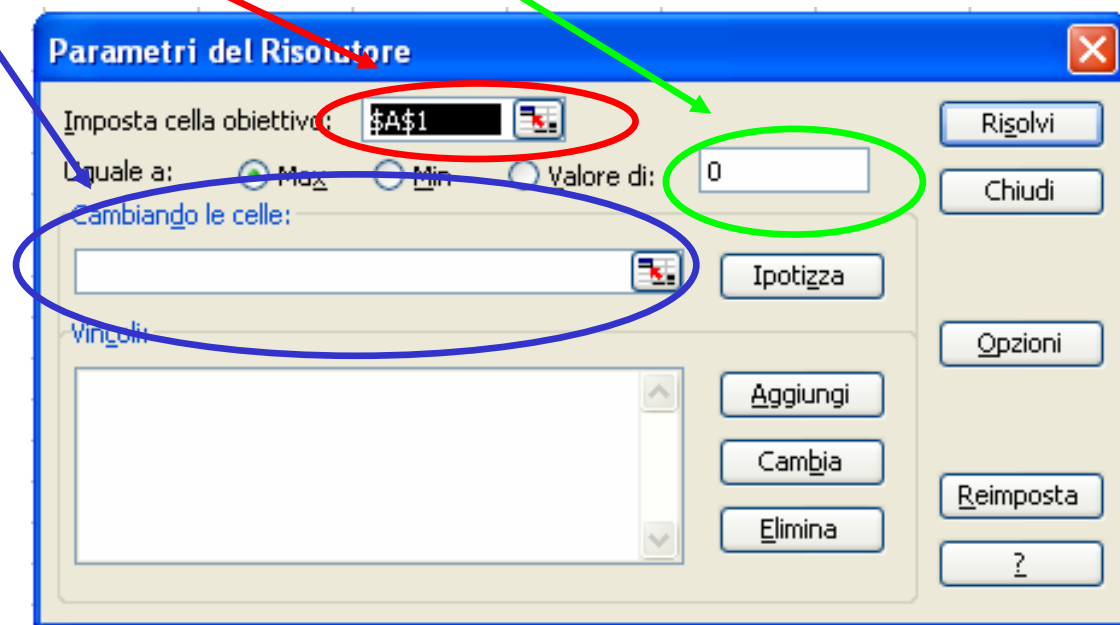 Parametri del Risolutore
Imposta cella obiettivo: $A$1
Risolvi
Uguale a: Max Min Valore di: 0
Chiudi
Cambiando le celle:
Ipotizza
Vincoli:
Opzioni
Aggiungi
Cambia
Reimposta
Elimina
?